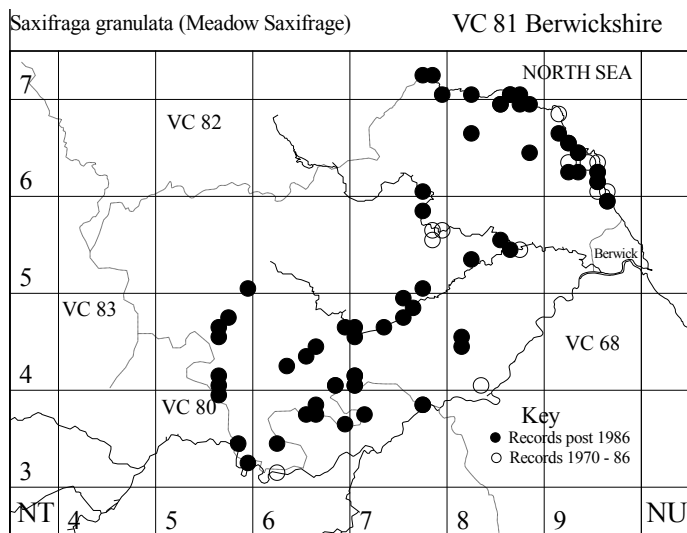 Saxifraga granulata (Meadow Saxifrage) VC 81 Berwickshire
7
NORTH SEA
VC 82
6
Berwick
5
VC 83
VC 68
4
VC 80
Key
Records post 1986
Records 1970 - 86
3
NT 4 5 6 7 8 9 NU